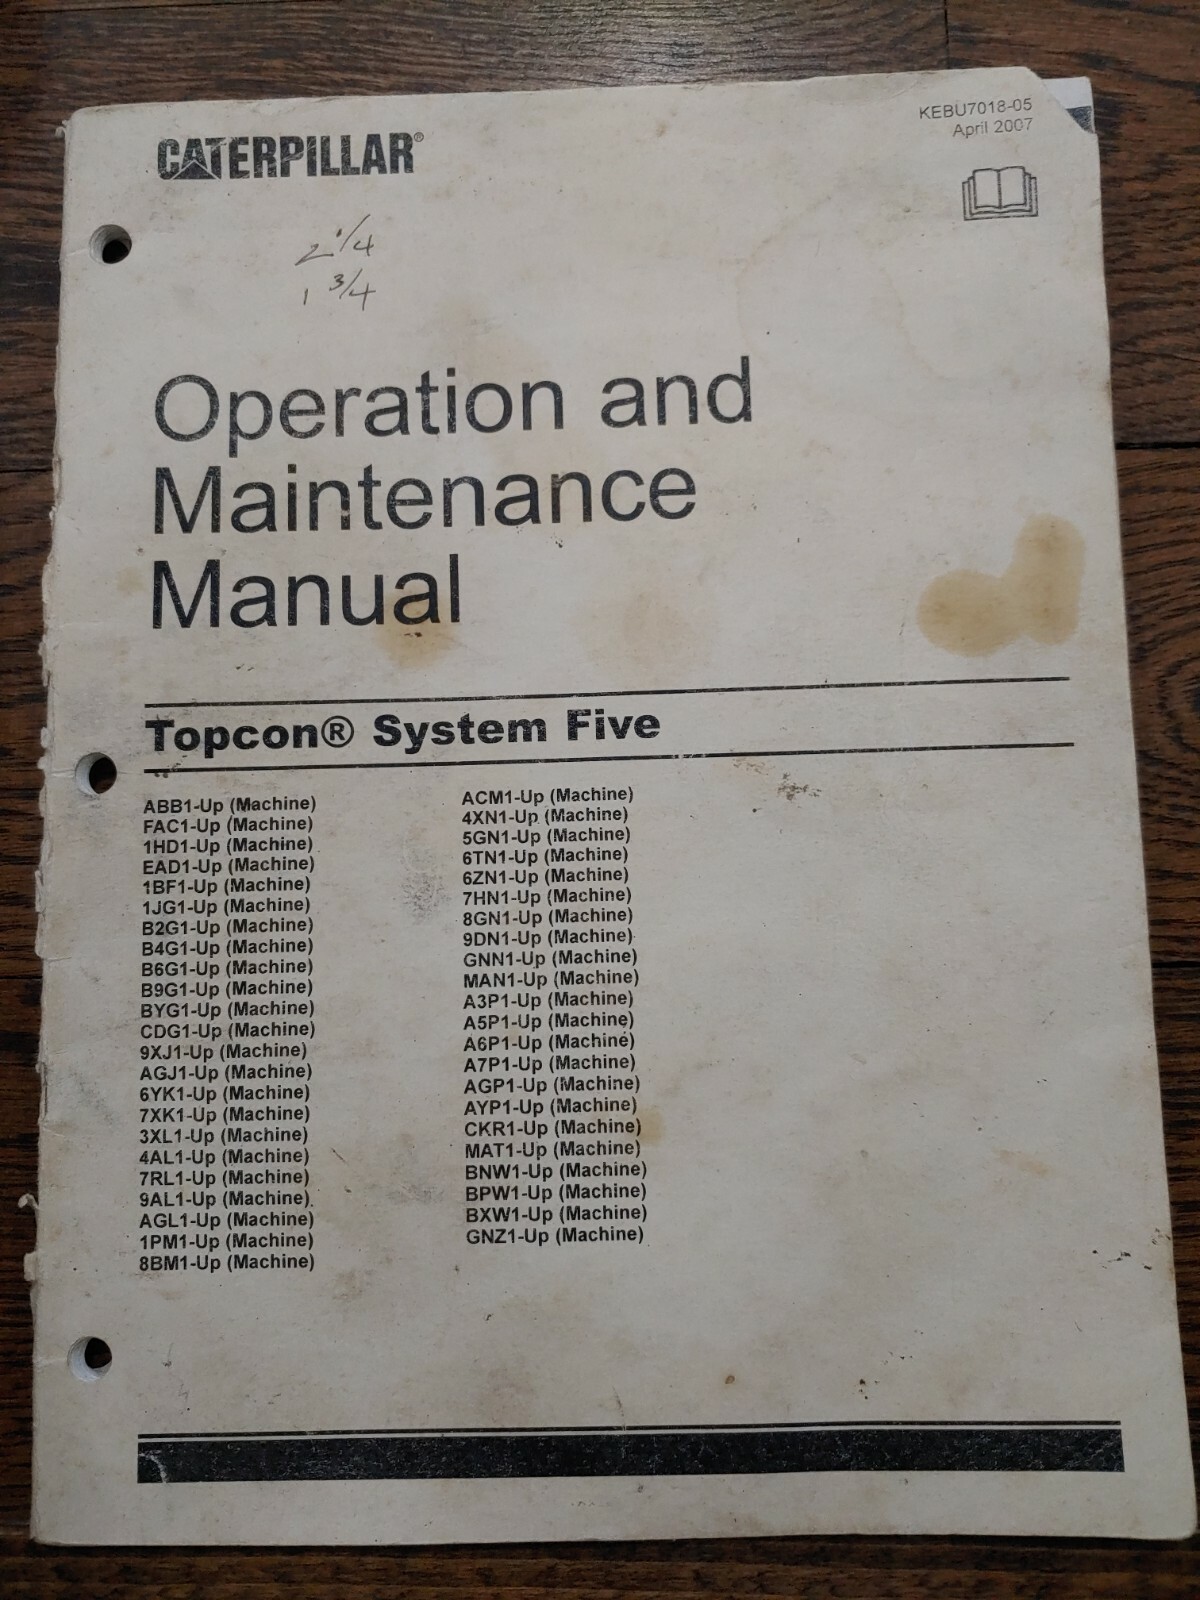 CATERPILLAR®
KEBU7018-05
April 2007
2 1/4
1 3/4
Operation and
Maintenance
Manual
Topcon® System Five
ABB1-Up (Machine)
FAC1-Up (Machine)
1HD1-Up (Machine)
EAD1-Up (Machine)
1BF1-Up (Machine)
1JG1-Up (Machine)
B2G1-Up (Machine)
B4G1-Up (Machine)
B6G1-Up (Machine)
B9G1-Up (Machine)
BYG1-Up (Machine)
CDG1-Up (Machine)
9XJ1-Up (Machine)
AGJ1-Up (Machine)
6YK1-Up (Machine)
7XK1-Up (Machine)
3XL1-Up (Machine)
4AL1-Up (Machine)
7RL1-Up (Machine)
9AL1-Up (Machine)
AGL1-Up (Machine)
1PM1-Up (Machine)
8BM1-Up (Machine)
ACM1-Up (Machine)
4XN1-Up (Machine)
5GN1-Up (Machine)
6TN1-Up (Machine)
6ZN1-Up (Machine)
7HN1-Up (Machine)
8GN1-Up (Machine)
9DN1-Up (Machine)
GNN1-Up (Machine)
MAN1-Up (Machine)
A3P1-Up (Machine)
A5P1-Up (Machine)
A6P1-Up (Machine)
A7P1-Up (Machine)
AGP1-Up (Machine)
AYP1-Up (Machine)
CKR1-Up (Machine)
MAT1-Up (Machine)
BNW1-Up (Machine)
BPW1-Up (Machine)
BXW1-Up (Machine)
GNZ1-Up (Machine)